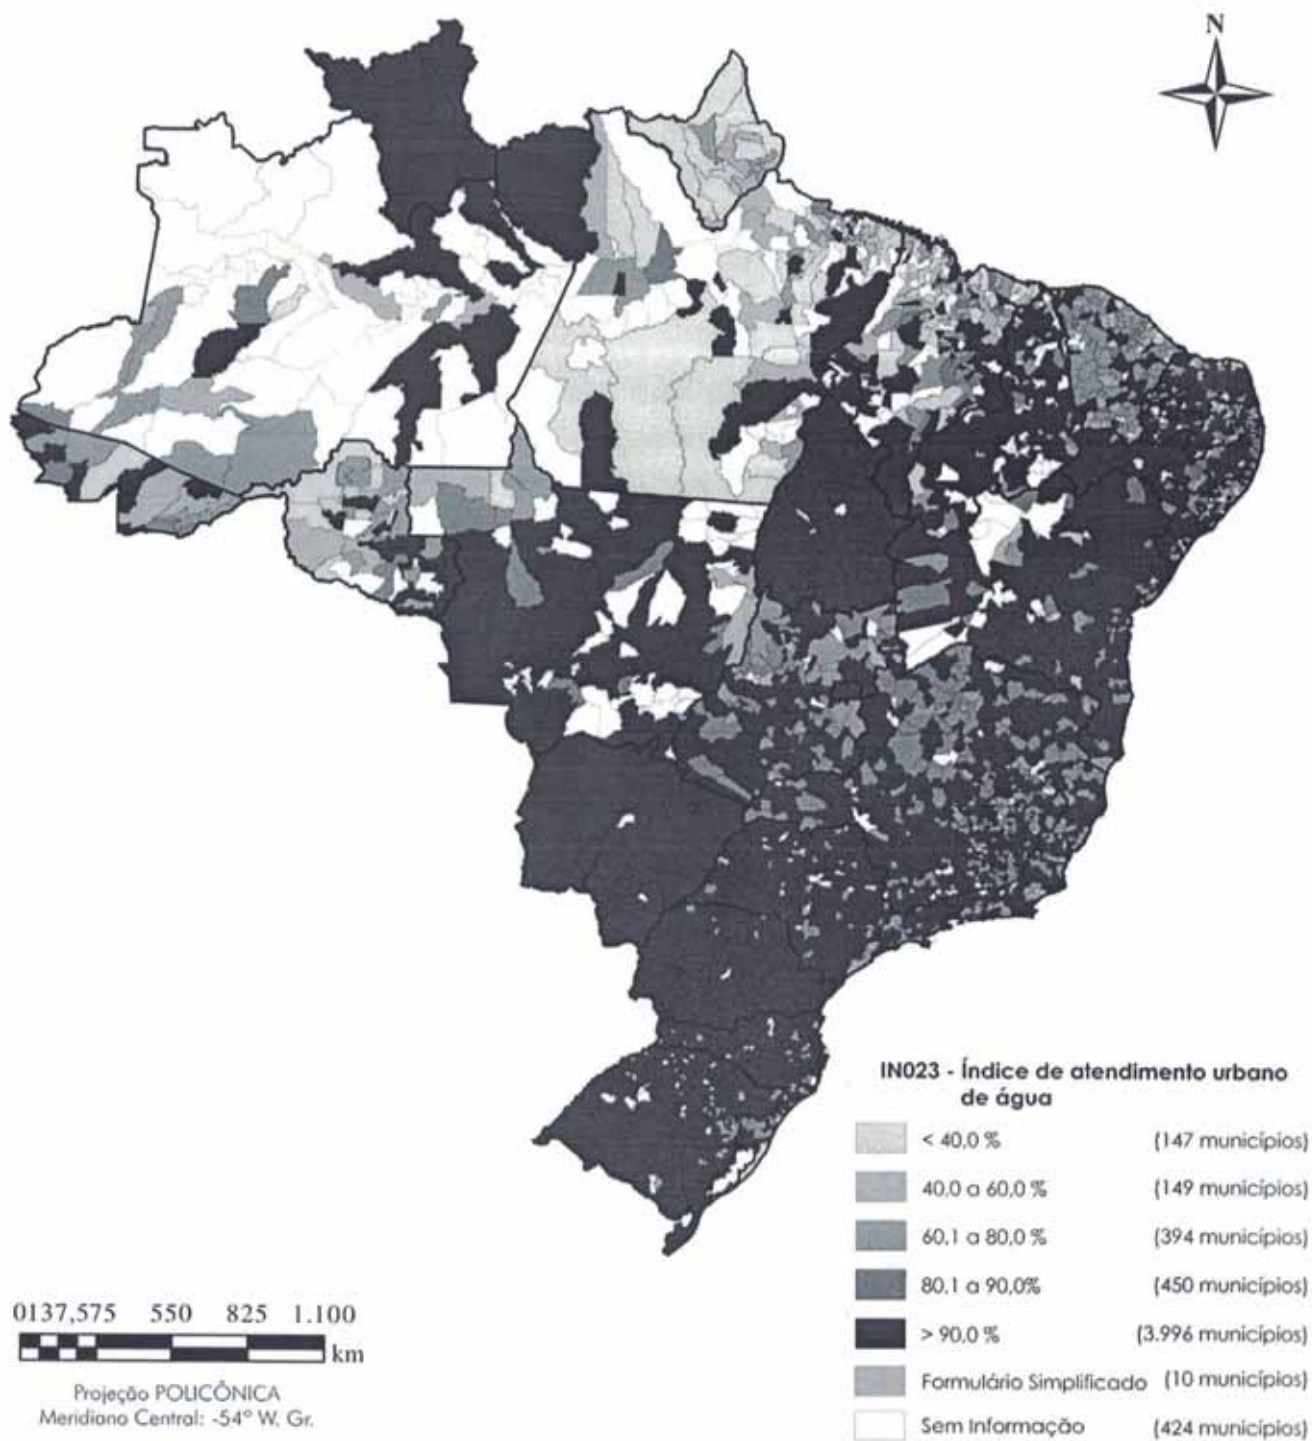 N
IN023 - Índice de atendimento urbano
de água
< 40,0 % (147 municípios)
40,0 a 60,0 % (149 municípios)
60,1 a 80,0 % (394 municípios)
80,1 a 90,0% (450 municípios)
> 90,0 % (3.996 municípios)
Formulário Simplificado (10 municípios)
Sem Informação (424 municípios)
0137,575 550 825 1.100
km
Projeção POLICÔNICA
Meridiano Central: -54º W. Gr.